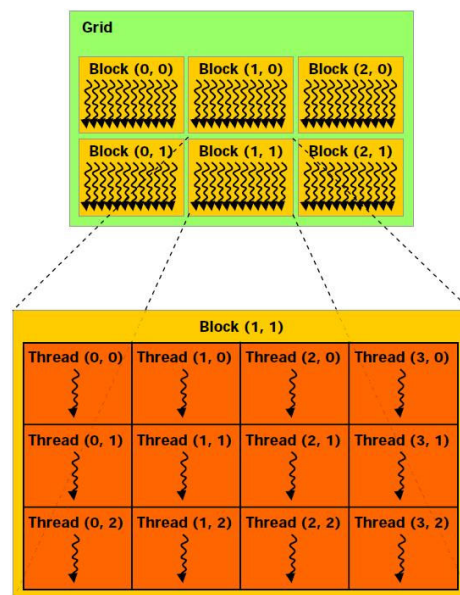 Grid
Block (0, 0) Block (1, 0) Block (2, 0)
Block (0, 1) Block (1, 1) Block (2, 1)
Block (1, 1)
Thread (0, 0) Thread (1, 0) Thread (2, 0) Thread (3, 0)
Thread (0, 1) Thread (1, 1) Thread (2, 1) Thread (3, 1)
Thread (0, 2) Thread (1, 2) Thread (2, 2) Thread (3, 2)